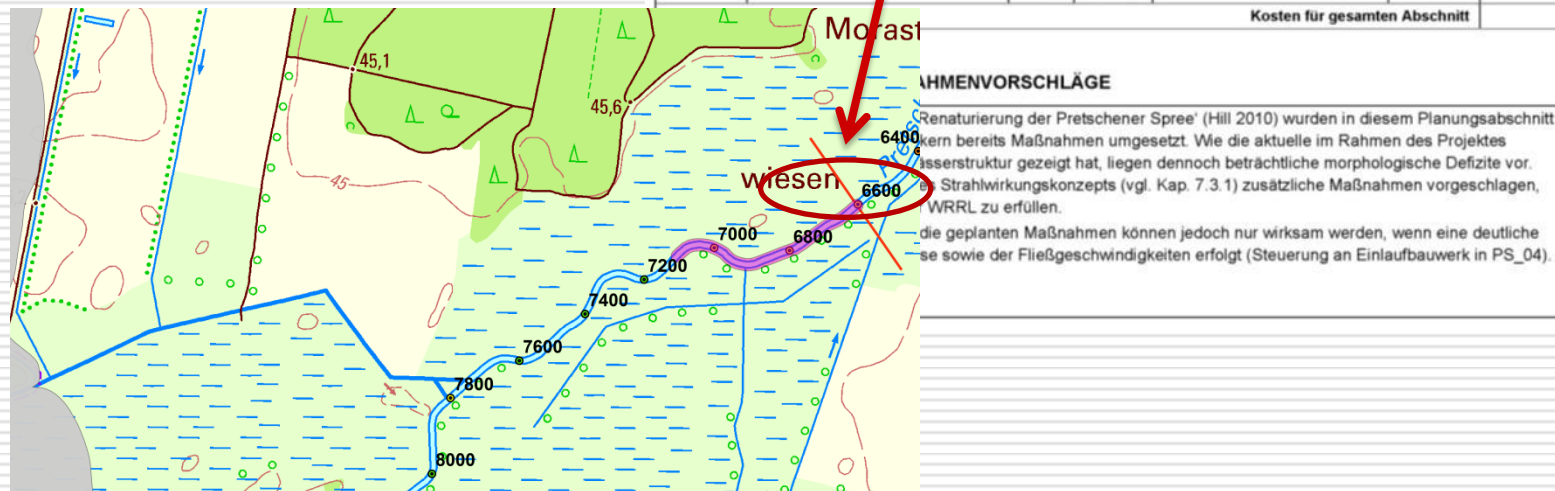 Kosten für gesamten Abschnitt
Morast
45,1
45,6
AHMENVORSCHLÄGE
Renaturierung der Pretschener Spree' (Hill 2010) wurden in diesem Planungsabschnitt
kern bereits Maßnahmen umgesetzt. Wie die aktuelle im Rahmen des Projektes
ässerstruktur gezeigt hat, liegen dennoch beträchtliche morphologische Defizite vor.
es Strahlwirkungskonzepts (vgl. Kap. 7.3.1) zusätzliche Maßnahmen vorgeschlagen,
WRRL zu erfüllen.
die geplanten Maßnahmen können jedoch nur wirksam werden, wenn eine deutliche
se sowie der Fließgeschwindigkeiten erfolgt (Steuerung an Einlaufbauwerk in PS_04).
6400
45
wiesen
6600
7000
6800
7200
7400
7600
7800
8000